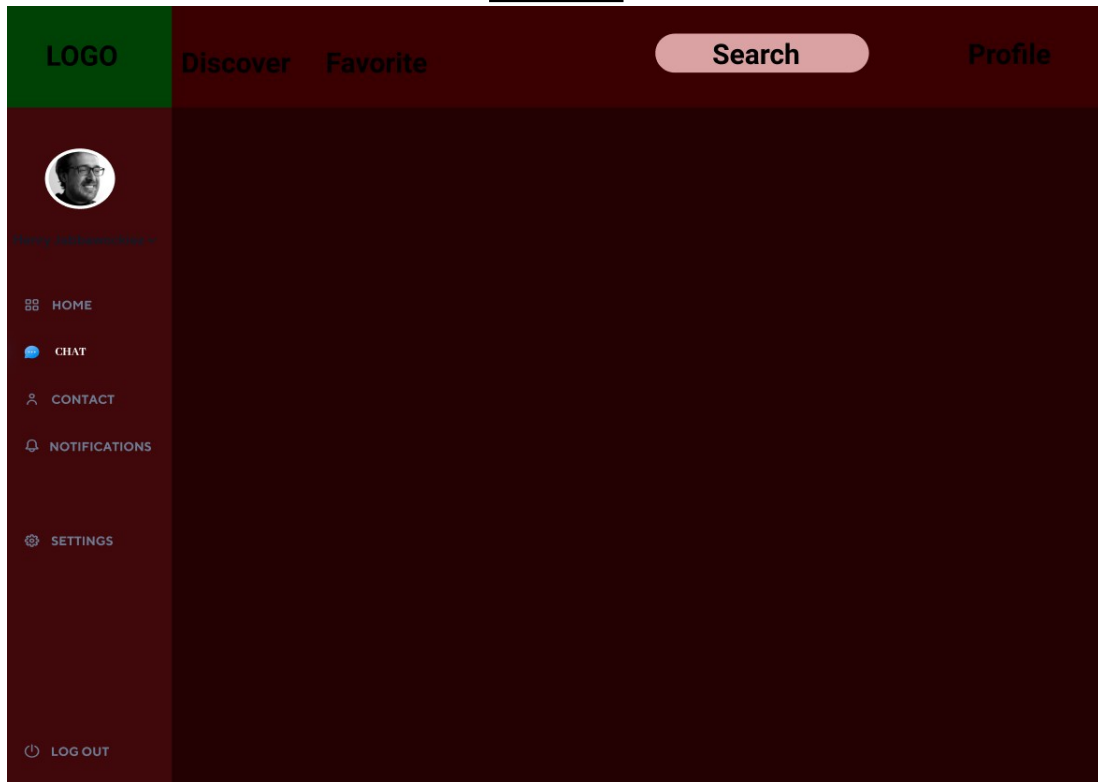 LOGO
Discover
Favorite
Search
Profile
HOME
CHAT
CONTACT
NOTIFICATIONS
SETTINGS
LOG OUT